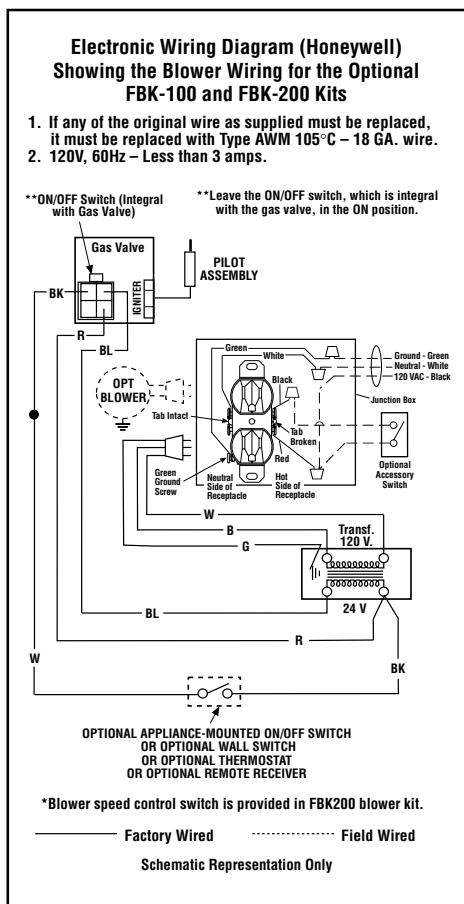 Electronic Wiring Diagram (Honeywell)
Showing the Blower Wiring for the Optional
FBK-100 and FBK-200 Kits
1. If any of the original wire as supplied must be replaced,
it must be replaced with Type AWM 105°C – 18 GA. wire.
2. 120V, 60Hz – Less than 3 amps.
**ON/OFF Switch (Integral
with Gas Valve)
**Leave the ON/OFF switch, which is integral
with the gas valve, in the ON position.
Gas Valve
IGNITER
PILOT
ASSEMBLY
BK
R
BL
Green
White
Ground - Green
Neutral - White
120 VAC - Black
OPT
BLOWER
Black
Junction Box
Tab Intact
Tab
Broken
Red
Optional
Accessory
Switch
Green
Ground
Screw
Neutral
Side of
Receptacle
Hot
Side of
Receptacle
W
B
G
Transf.
120 V.
24 V
BL
R
W
BK
OPTIONAL APPLIANCE-MOUNTED ON/OFF SWITCH
OR OPTIONAL WALL SWITCH
OR OPTIONAL THERMOSTAT
OR OPTIONAL REMOTE RECEIVER
*Blower speed control switch is provided in FBK200 blower kit.
Factory Wired
Field Wired
Schematic Representation Only